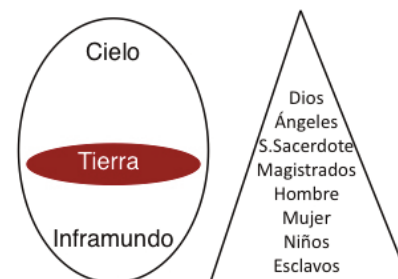 Cielo
Tierra
Inframundo
Dios
Ángeles
S.Sacerdote
Magistrados
Hombre
Mujer
Niños
Esclavos